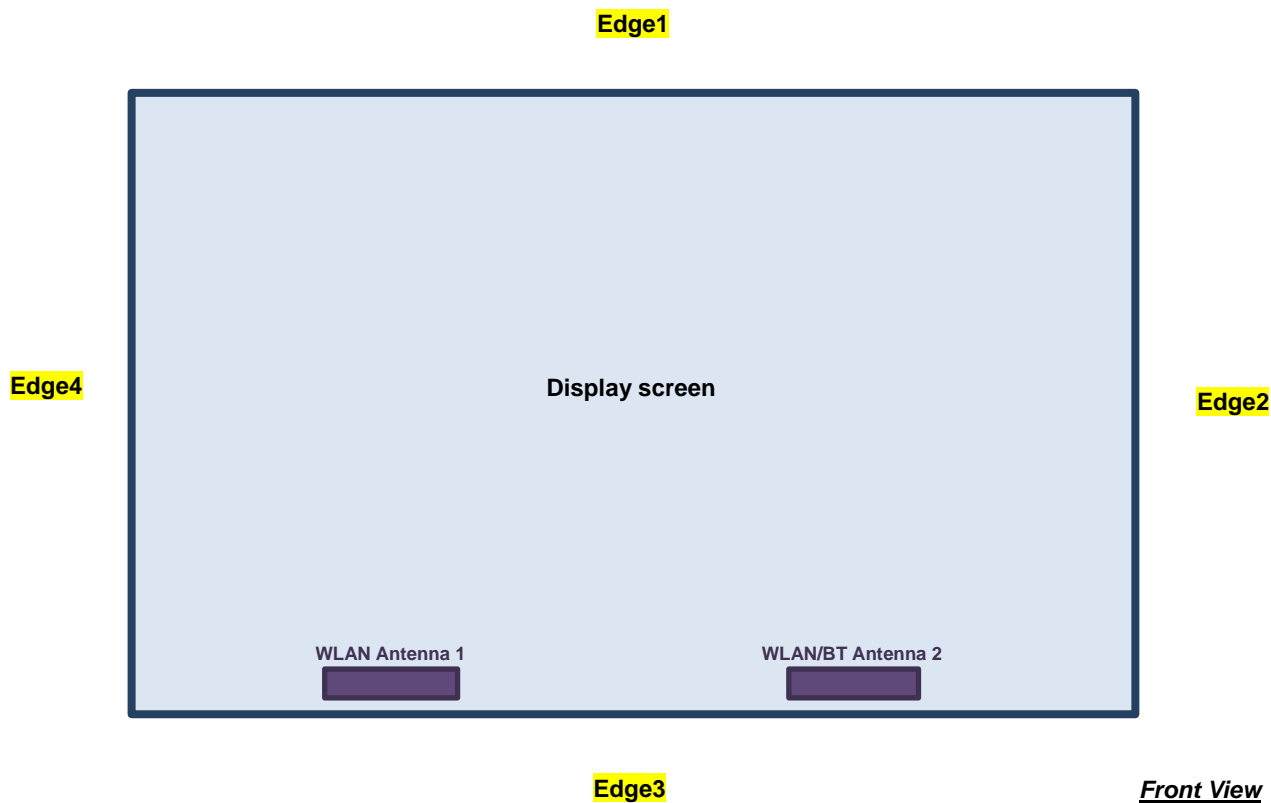 Edge1
Edge4
Display screen
Edge2
WLAN Antenna 1
WLAN/BT Antenna 2
Edge3
Front View